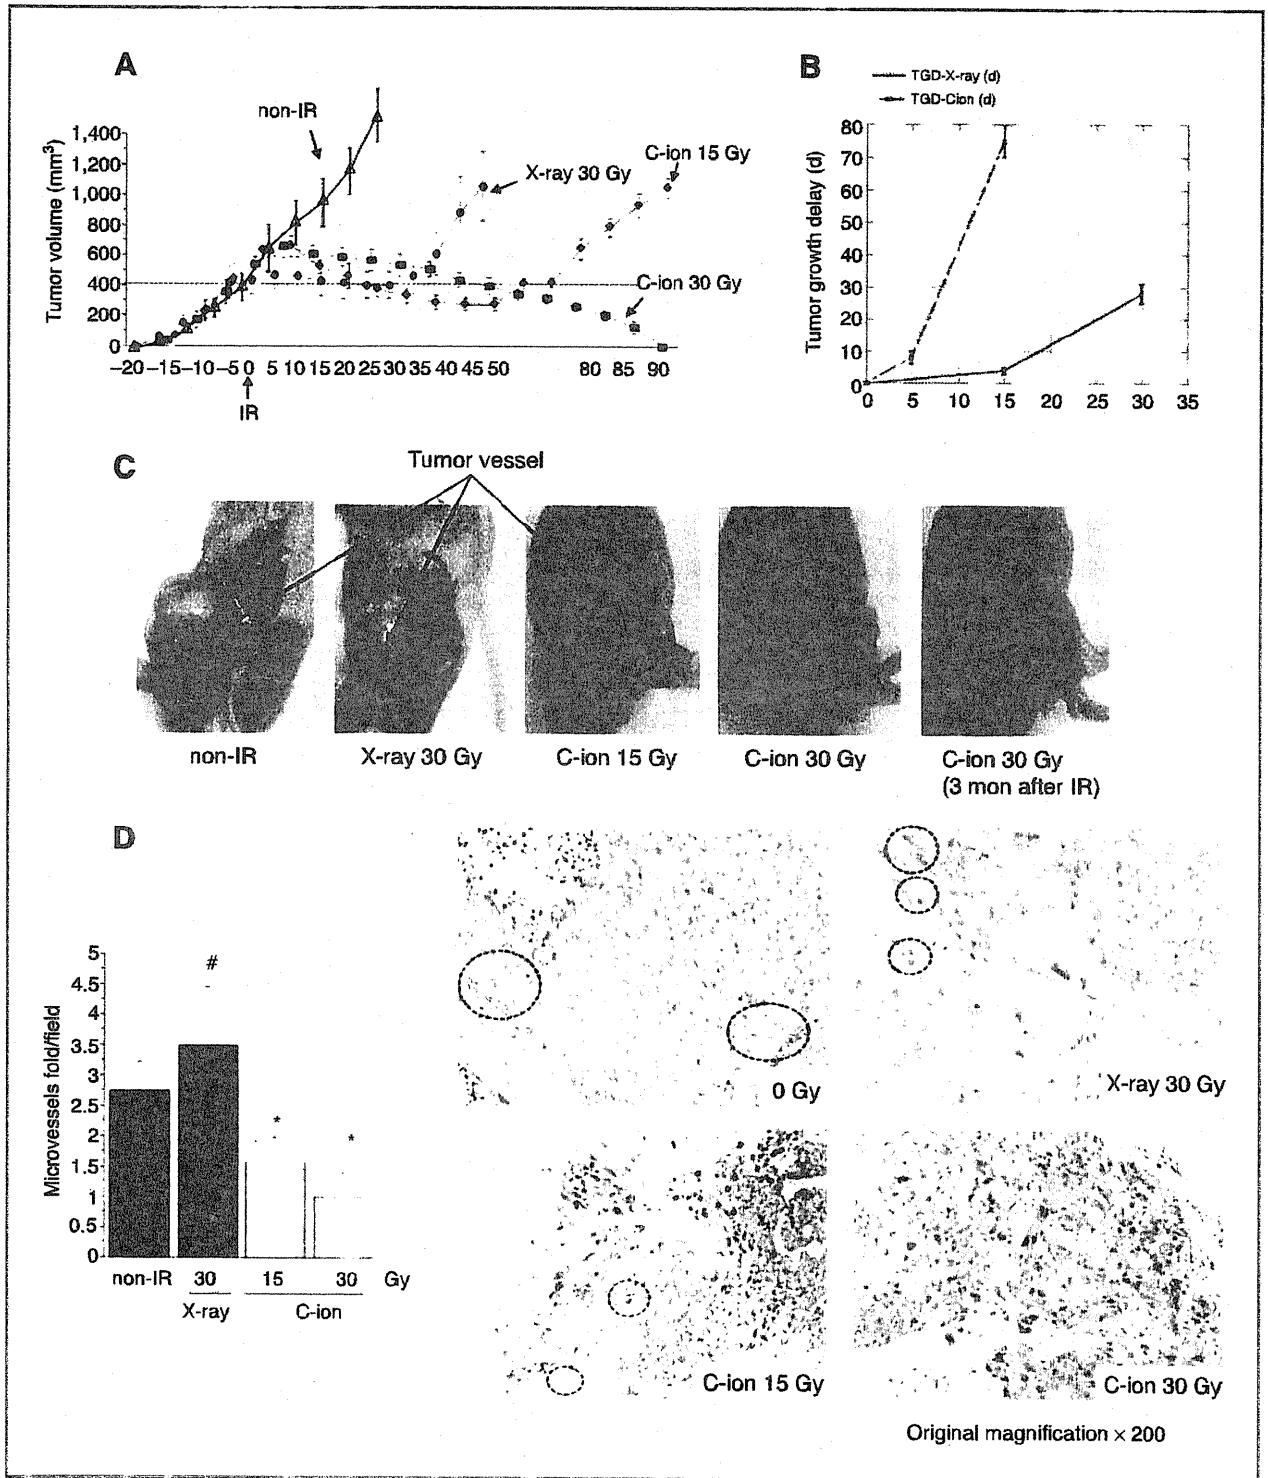 A
non-IR
Tumor volume (mm³)
1,400
1,200
1,000
800
600
400
200
0
X-ray 30 Gy
C-ion 15 Gy
C-ion 30 Gy
–20 –15 –10 –5 0 5 10 15 20 25 30 35 40 45 50 80 85 90
IR
B
TGD-X-ray (d)
TGD-Cion (d)
Tumor growth delay (d)
80
70
60
50
40
30
20
10
0
0 5 10 15 20 25 30 35
C
Tumor vessel
non-IR
X-ray 30 Gy
C-ion 15 Gy
C-ion 30 Gy
C-ion 30 Gy
(3 mon after IR)
D
Microvessels fold/field
5
4.5
4
3.5
3
2.5
2
1.5
1
0.5
0
#
*
*
non-IR 30 15 30 Gy
X-ray C-ion
0 Gy
X-ray 30 Gy
C-ion 15 Gy
C-ion 30 Gy
Original magnification × 200